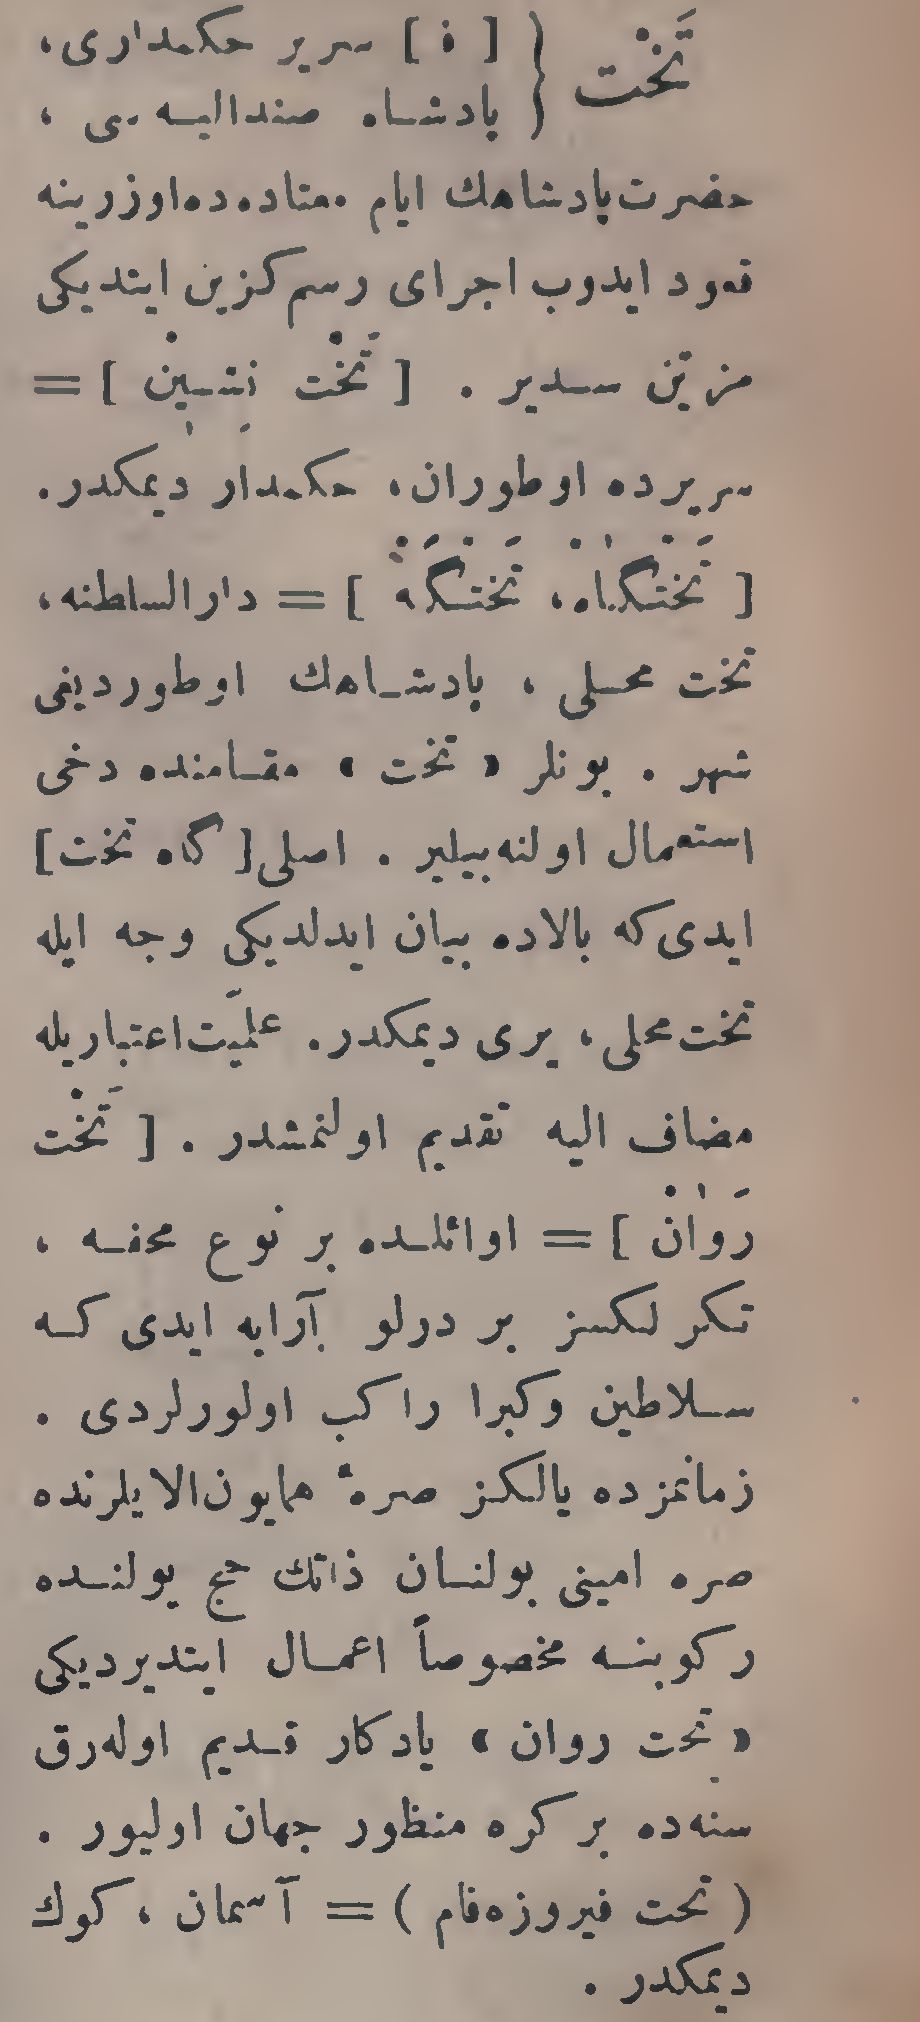 تَخْت { [ ف ] سریر حکمداری،
پادشاه صندالیه‌سی ،
حضرت پادشاهك ایام معتاده‌ده اوزرینه
قعود ایدوب اجرای رسم کزین ایتدیکی
مزین سدیر . [ تَخْت نِشِینْ ] =
سریرده اوطوران، حکمدار دیمکدر.
[ تَخْتگاه، تَخْتگَهْ ] = دارالسلطنه،
تخت محلی ، پادشاهك اوطوردیغی
شهر . بونلر « تخت » مقامنده دخی
استعمال اولنه‌بیلیر . اصلی [ گاه تخت ]
ایدی‌که بالاده بیان ایدلدیکی وجه ایله
تخت محلی، یری دیمکدر. علمیّت اعتباریله
مضاف الیه تقدیم اولنمشدر . [ تَخْت
رَوانْ ] = اوائلده بر نوع محفه ،
تکرلکسز بر درلو آرابه ایدی که
سلاطین وکبرا راکب اولورلردی .
زمانمزده یالکز صرهٔ همایون الایلرنده
صره امینی بولنان ذاتك حج یولنده
رکوبنه مخصوصاً اعمال ایتدیردیکی
« تخت روان » یادکار قدیم اوله‌رق
سنه‌ده بر کره منظور جهان اولیور .
( تخت فیروزه‌فام ) = آسمان ، کوك
دیمکدر .